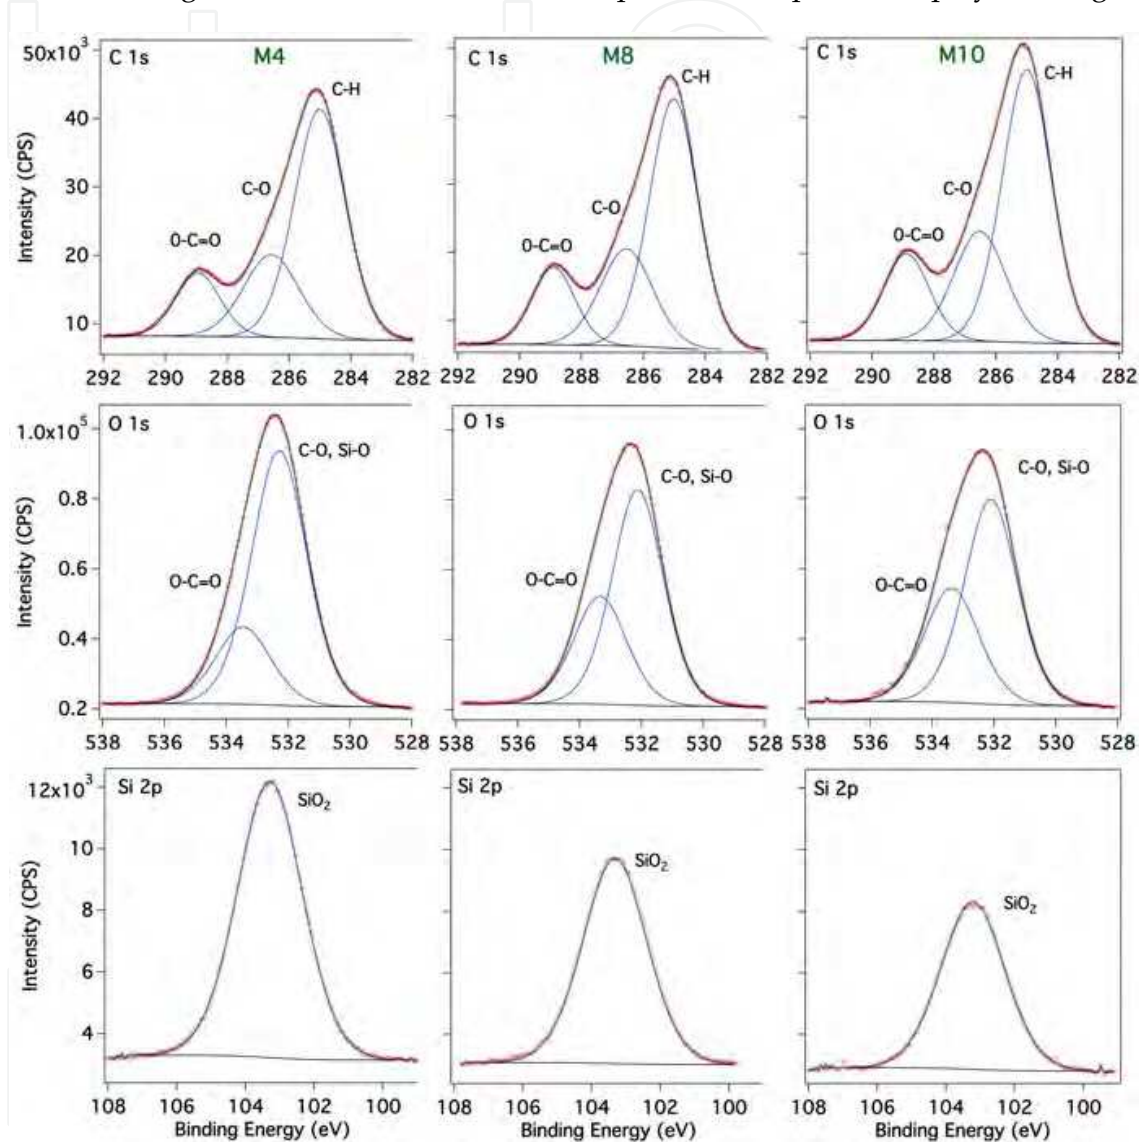 50x10³ C 1s M4 C-H C-O O-C=O
C 1s M8 C-H C-O O-C=O
C 1s M10 C-H C-O O-C=O
40
30
20
10
Intensity (CPS)
292 290 288 286 284 282
292 290 288 286 284 282
292 290 288 286 284 282
1.0x10⁵ O 1s C-O, Si-O O-C=O
O 1s C-O, Si-O O-C=O
O 1s C-O, Si-O O-C=O
0.8
0.6
0.4
0.2
Intensity (CPS)
538 536 534 532 530 528
538 536 534 532 530 528
538 536 534 532 530 528
12x10³ Si 2p SiO₂
Si 2p SiO₂
Si 2p SiO₂
10
8
6
4
Intensity (CPS)
108 106 104 102 100
108 106 104 102 100
108 106 104 102 100
Binding Energy (eV)
Binding Energy (eV)
Binding Energy (eV)